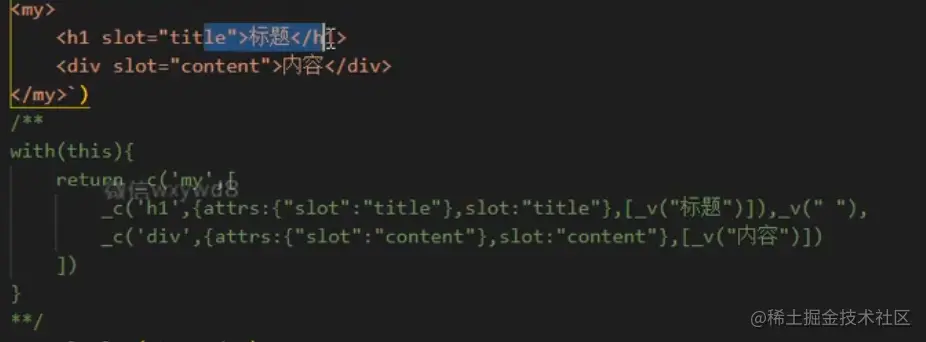 <my>
    <h1 slot="title">标题</h1>
    <div slot="content">内容</div>
</my>`)
/**
with(this){
    return _c('my',[
        _c('h1',{attrs:{"slot":"title"},slot:"title"},[_v("标题")]),_v(" "),
        _c('div',{attrs:{"slot":"content"},slot:"content"},[_v("内容")])
    ])
}
**/
微信wxywd8
@稀土掘金技术社区